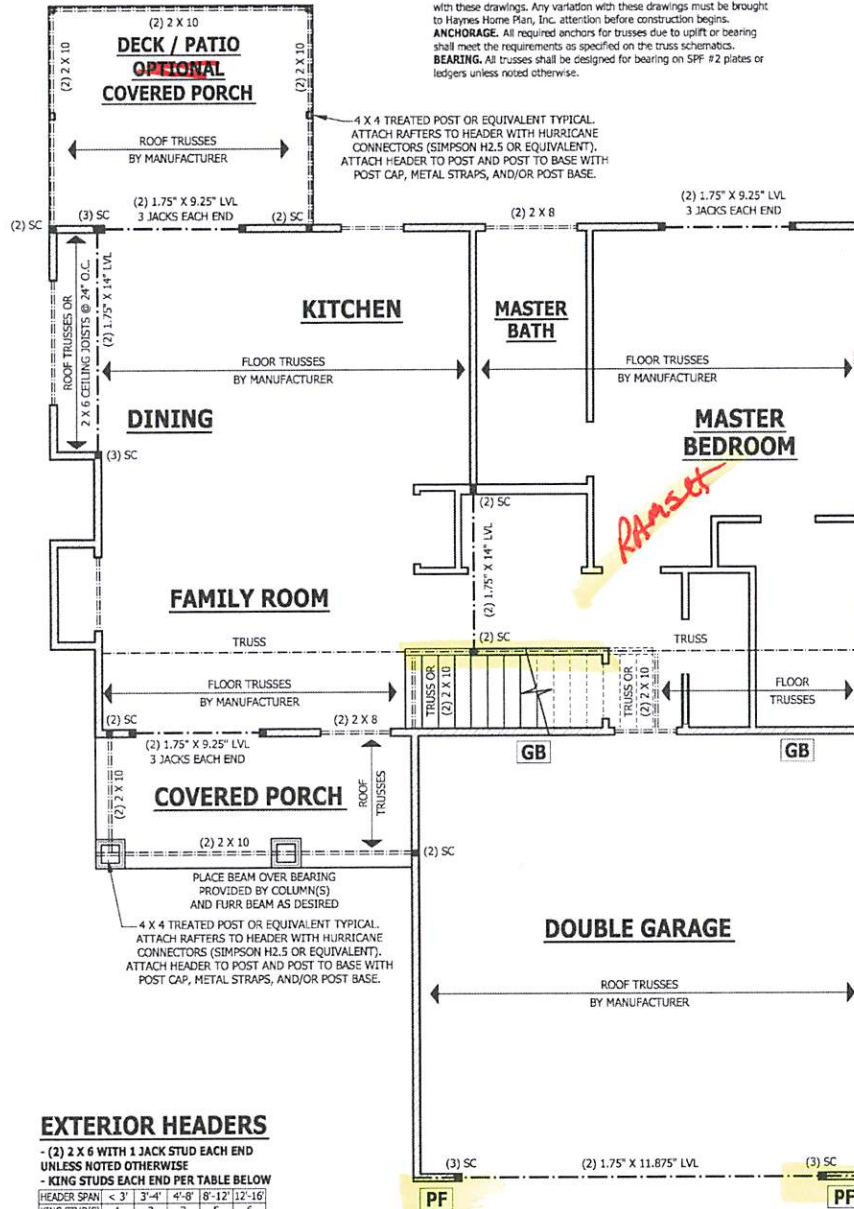 with these drawings. Any variation with these drawings must be brought
to Haynes Home Plan, Inc. attention before construction begins.
ANCHORAGE. All required anchors for trusses due to uplift or bearing
shall meet the requirements as specified on the truss schematics.
BEARING. All trusses shall be designed for bearing on SPF #2 plates or
ledgers unless noted otherwise.
(2) 2 X 10
(2) 2 X 10
(2) 2 X 10
DECK / PATIO
OPTIONAL
COVERED PORCH
ROOF TRUSSES
BY MANUFACTURER
4 X 4 TREATED POST OR EQUIVALENT TYPICAL.
ATTACH RAFTERS TO HEADER WITH HURRICANE
CONNECTORS (SIMPSON H2.5 OR EQUIVALENT).
ATTACH HEADER TO POST AND POST TO BASE WITH
POST CAP, METAL STRAPS, AND/OR POST BASE.
(2) SC
(3) SC
(2) 1.75" X 9.25" LVL
3 JACKS EACH END
(2) SC
(2) 2 X 8
(2) 1.75" X 9.25" LVL
3 JACKS EACH END
ROOF TRUSSES OR
2 X 6 CEILING JOISTS @ 24" O.C.
(2) 1.75" X 14" LVL
KITCHEN
MASTER
BATH
FLOOR TRUSSES
BY MANUFACTURER
FLOOR TRUSSES
BY MANUFACTURER
DINING
MASTER
BEDROOM
(3) SC
(2) SC
RAMSET
(2) 1.75" X 14" LVL
FAMILY ROOM
(2) SC
TRUSS
TRUSS
FLOOR TRUSSES
BY MANUFACTURER
TRUSS OR
(2) 2 X 10
TRUSS OR
(2) 2 X 10
FLOOR
TRUSSES
(2) SC
(2) 2 X 8
(2) 1.75" X 9.25" LVL
3 JACKS EACH END
GB
GB
(2) 2 X 10
COVERED PORCH
ROOF
TRUSSES
(2) 2 X 10
(2) SC
PLACE BEAM OVER BEARING
PROVIDED BY COLUMN(S)
AND FURR BEAM AS DESIRED
4 X 4 TREATED POST OR EQUIVALENT TYPICAL.
ATTACH RAFTERS TO HEADER WITH HURRICANE
CONNECTORS (SIMPSON H2.5 OR EQUIVALENT).
ATTACH HEADER TO POST AND POST TO BASE WITH
POST CAP, METAL STRAPS, AND/OR POST BASE.
DOUBLE GARAGE
ROOF TRUSSES
BY MANUFACTURER
EXTERIOR HEADERS
- (2) 2 X 6 WITH 1 JACK STUD EACH END
UNLESS NOTED OTHERWISE
- KING STUDS EACH END PER TABLE BELOW
HEADER SPAN < 3' 3'-4' 4'-8' 8'-12' 12'-16'
(3) SC
(2) 1.75" X 11.875" LVL
(3) SC
PF
PF